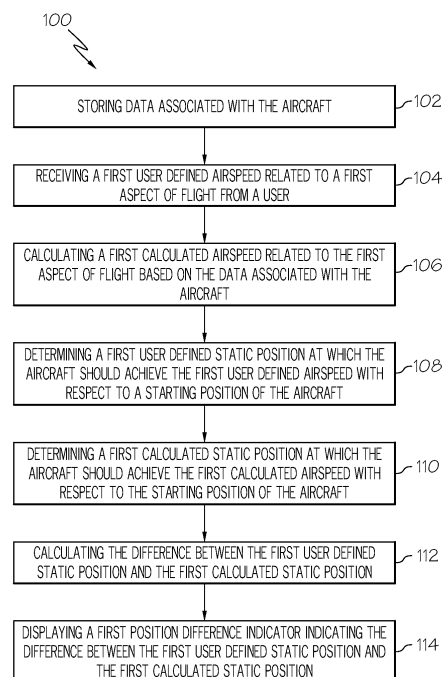 100
STORING DATA ASSOCIATED WITH THE AIRCRAFT
102
RECEIVING A FIRST USER DEFINED AIRSPEED RELATED TO A FIRST
ASPECT OF FLIGHT FROM A USER
104
CALCULATING A FIRST CALCULATED AIRSPEED RELATED TO THE FIRST
ASPECT OF FLIGHT BASED ON THE DATA ASSOCIATED WITH THE
AIRCRAFT
106
DETERMINING A FIRST USER DEFINED STATIC POSITION AT WHICH THE
AIRCRAFT SHOULD ACHIEVE THE FIRST USER DEFINED AIRSPEED WITH
RESPECT TO A STARTING POSITION OF THE AIRCRAFT
108
DETERMINING A FIRST CALCULATED STATIC POSITION AT WHICH THE
AIRCRAFT SHOULD ACHIEVE THE FIRST CALCULATED AIRSPEED WITH
RESPECT TO THE STARTING POSITION OF THE AIRCRAFT
110
CALCULATING THE DIFFERENCE BETWEEN THE FIRST USER DEFINED
STATIC POSITION AND THE FIRST CALCULATED STATIC POSITION
112
DISPLAYING A FIRST POSITION DIFFERENCE INDICATOR INDICATING THE
DIFFERENCE BETWEEN THE FIRST USER DEFINED STATIC POSITION AND
THE FIRST CALCULATED STATIC POSITION
114